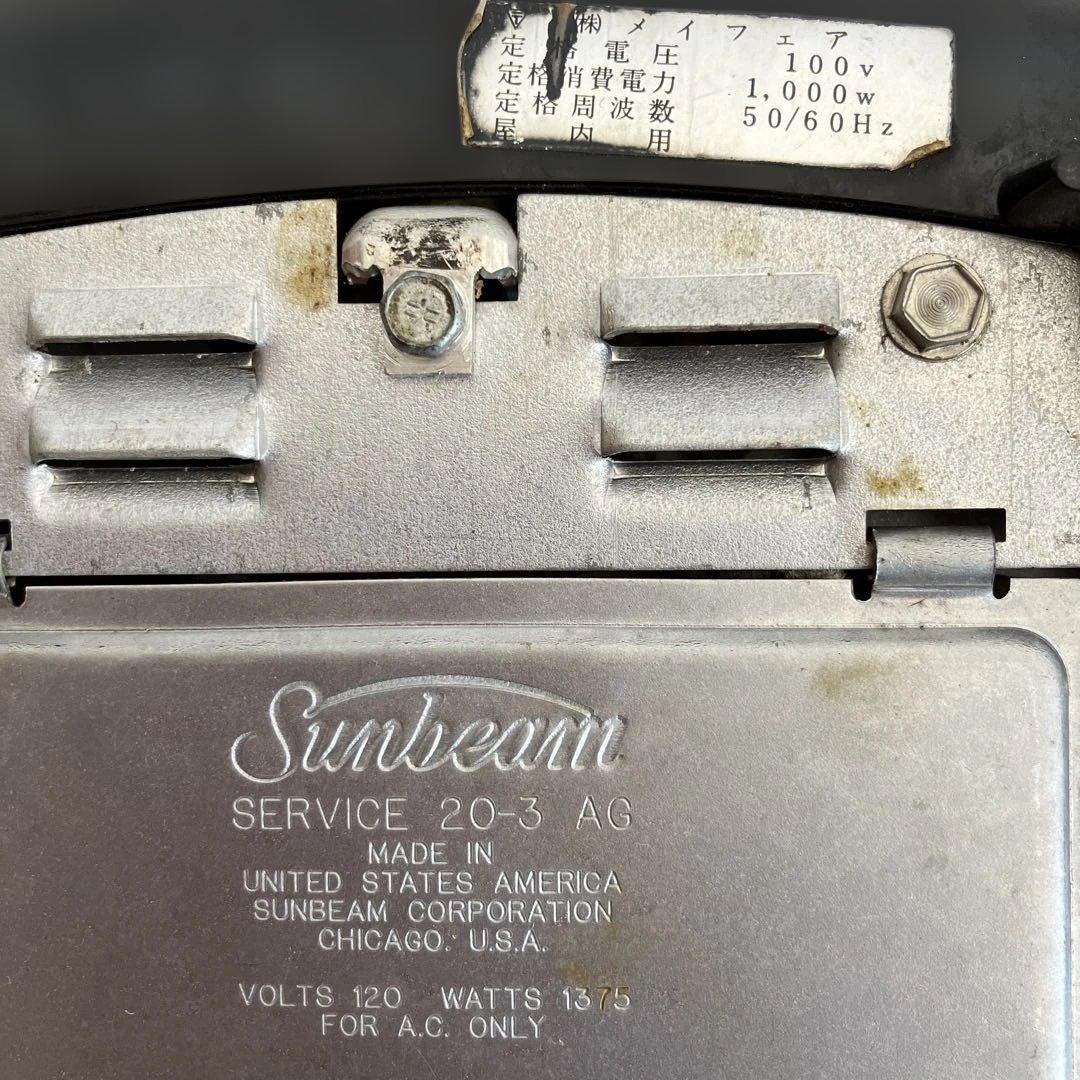 ㈱メイフェア
定格電圧 100v
定格消費電力 1,000w
定格周波数 50/60Hz
屋内用
Sunbeam
SERVICE 20-3 AG
MADE IN
UNITED STATES AMERICA
SUNBEAM CORPORATION
CHICAGO. U.S.A.
VOLTS 120 WATTS 1375
FOR A.C. ONLY